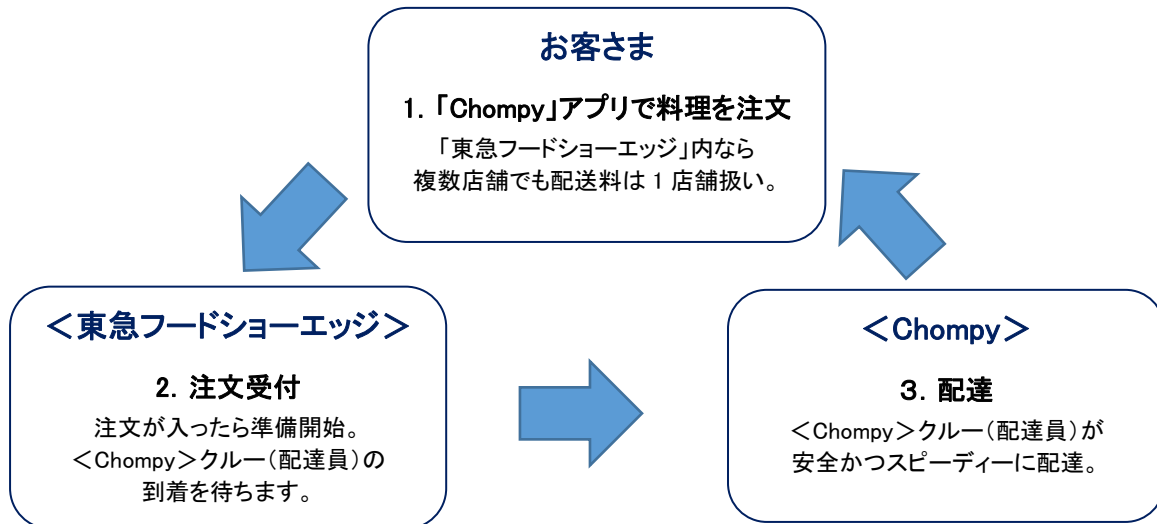 お客さま
1. 「Chompy」アプリで料理を注文
「東急フードショーエッジ」内なら
複数店舗でも配送料は 1 店舗扱い。
＜東急フードショーエッジ＞
2. 注文受付
注文が入ったら準備開始。
＜Chompy＞クルー（配達員）の
到着を待ちます。
＜Chompy＞
3. 配達
＜Chompy＞クルー（配達員）が
安全かつスピーディーに配達。